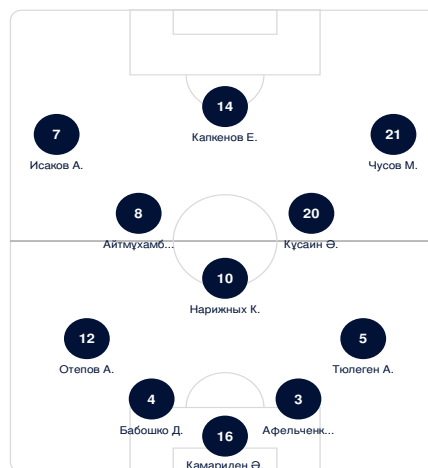 14
Капкенов Е.
7
Исаков А.
21
Чусов М.
8
Айтмұхамб...
20
Құсаин Ә.
10
Нарижных К.
12
Отепов А.
5
Тюлеген А.
4
Бабошко Д.
3
Афельченк...
16
Камариден Ә.